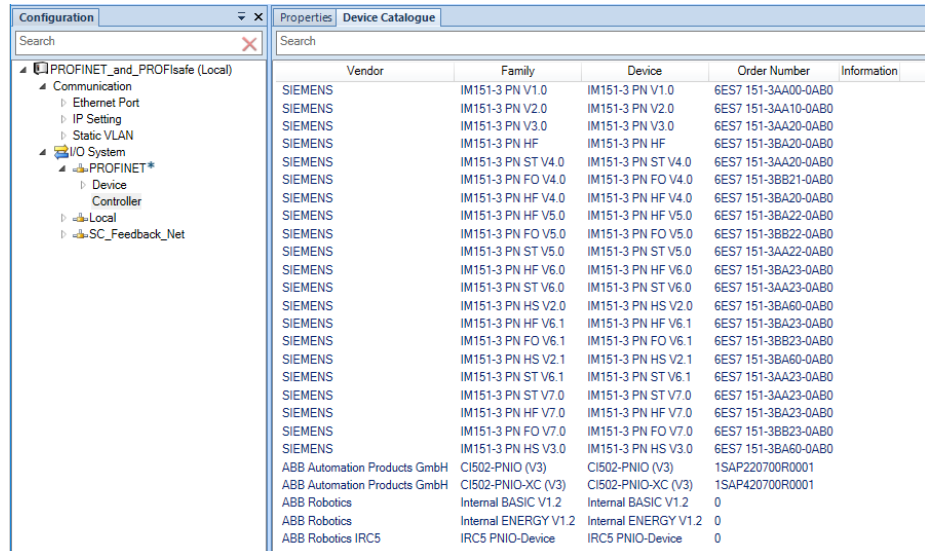 Configuration
Search
PROFINET_and_PROFIsafe (Local)
Communication
Ethernet Port
IP Setting
Static VLAN
I/O System
PROFINET*
Device
Controller
Local
SC_Feedback_Net
Properties Device Catalogue
Search
Vendor Family Device Order Number Information
SIEMENS IM151-3 PN V1.0 IM151-3 PN V1.0 6ES7 151-3AA00-0AB0
SIEMENS IM151-3 PN V2.0 IM151-3 PN V2.0 6ES7 151-3AA10-0AB0
SIEMENS IM151-3 PN V3.0 IM151-3 PN V3.0 6ES7 151-3AA20-0AB0
SIEMENS IM151-3 PN HF IM151-3 PN HF 6ES7 151-3BA20-0AB0
SIEMENS IM151-3 PN ST V4.0 IM151-3 PN ST V4.0 6ES7 151-3AA20-0AB0
SIEMENS IM151-3 PN FO V4.0 IM151-3 PN FO V4.0 6ES7 151-3BB21-0AB0
SIEMENS IM151-3 PN HF V4.0 IM151-3 PN HF V4.0 6ES7 151-3BA20-0AB0
SIEMENS IM151-3 PN HF V5.0 IM151-3 PN HF V5.0 6ES7 151-3BA22-0AB0
SIEMENS IM151-3 PN FO V5.0 IM151-3 PN FO V5.0 6ES7 151-3BB22-0AB0
SIEMENS IM151-3 PN ST V5.0 IM151-3 PN ST V5.0 6ES7 151-3AA22-0AB0
SIEMENS IM151-3 PN HF V6.0 IM151-3 PN HF V6.0 6ES7 151-3BA23-0AB0
SIEMENS IM151-3 PN ST V6.0 IM151-3 PN ST V6.0 6ES7 151-3AA23-0AB0
SIEMENS IM151-3 PN HS V2.0 IM151-3 PN HS V2.0 6ES7 151-3BA60-0AB0
SIEMENS IM151-3 PN HF V6.1 IM151-3 PN HF V6.1 6ES7 151-3BA23-0AB0
SIEMENS IM151-3 PN FO V6.1 IM151-3 PN FO V6.1 6ES7 151-3BB23-0AB0
SIEMENS IM151-3 PN HS V2.1 IM151-3 PN HS V2.1 6ES7 151-3BA60-0AB0
SIEMENS IM151-3 PN ST V6.1 IM151-3 PN ST V6.1 6ES7 151-3AA23-0AB0
SIEMENS IM151-3 PN ST V7.0 IM151-3 PN ST V7.0 6ES7 151-3AA23-0AB0
SIEMENS IM151-3 PN HF V7.0 IM151-3 PN HF V7.0 6ES7 151-3BA23-0AB0
SIEMENS IM151-3 PN FO V7.0 IM151-3 PN FO V7.0 6ES7 151-3BB23-0AB0
SIEMENS IM151-3 PN HS V3.0 IM151-3 PN HS V3.0 6ES7 151-3BA60-0AB0
ABB Automation Products GmbH CI502-PNIO (V3) CI502-PNIO (V3) 1SAP220700R0001
ABB Automation Products GmbH CI502-PNIO-XC (V3) CI502-PNIO-XC (V3) 1SAP420700R0001
ABB Robotics Internal BASIC V1.2 Internal BASIC V1.2 0
ABB Robotics Internal ENERGY V1.2 Internal ENERGY V1.2 0
ABB Robotics IRC5 IRC5 PNIO-Device IRC5 PNIO-Device 0